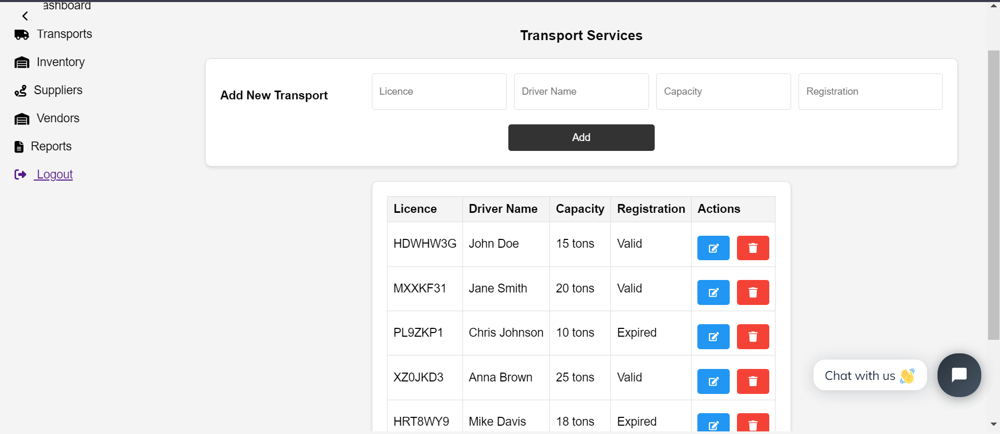 ashboard
Transports
Inventory
Suppliers
Vendors
Reports
Logout
Transport Services
Add New Transport
Licence
Driver Name
Capacity
Registration
Add
Licence Driver Name Capacity Registration Actions
HDWHW3G John Doe 15 tons Valid
MXXKF31 Jane Smith 20 tons Valid
PL9ZKP1 Chris Johnson 10 tons Expired
XZ0JKD3 Anna Brown 25 tons Valid
HRT8WY9 Mike Davis 18 tons Expired
Chat with us 👋